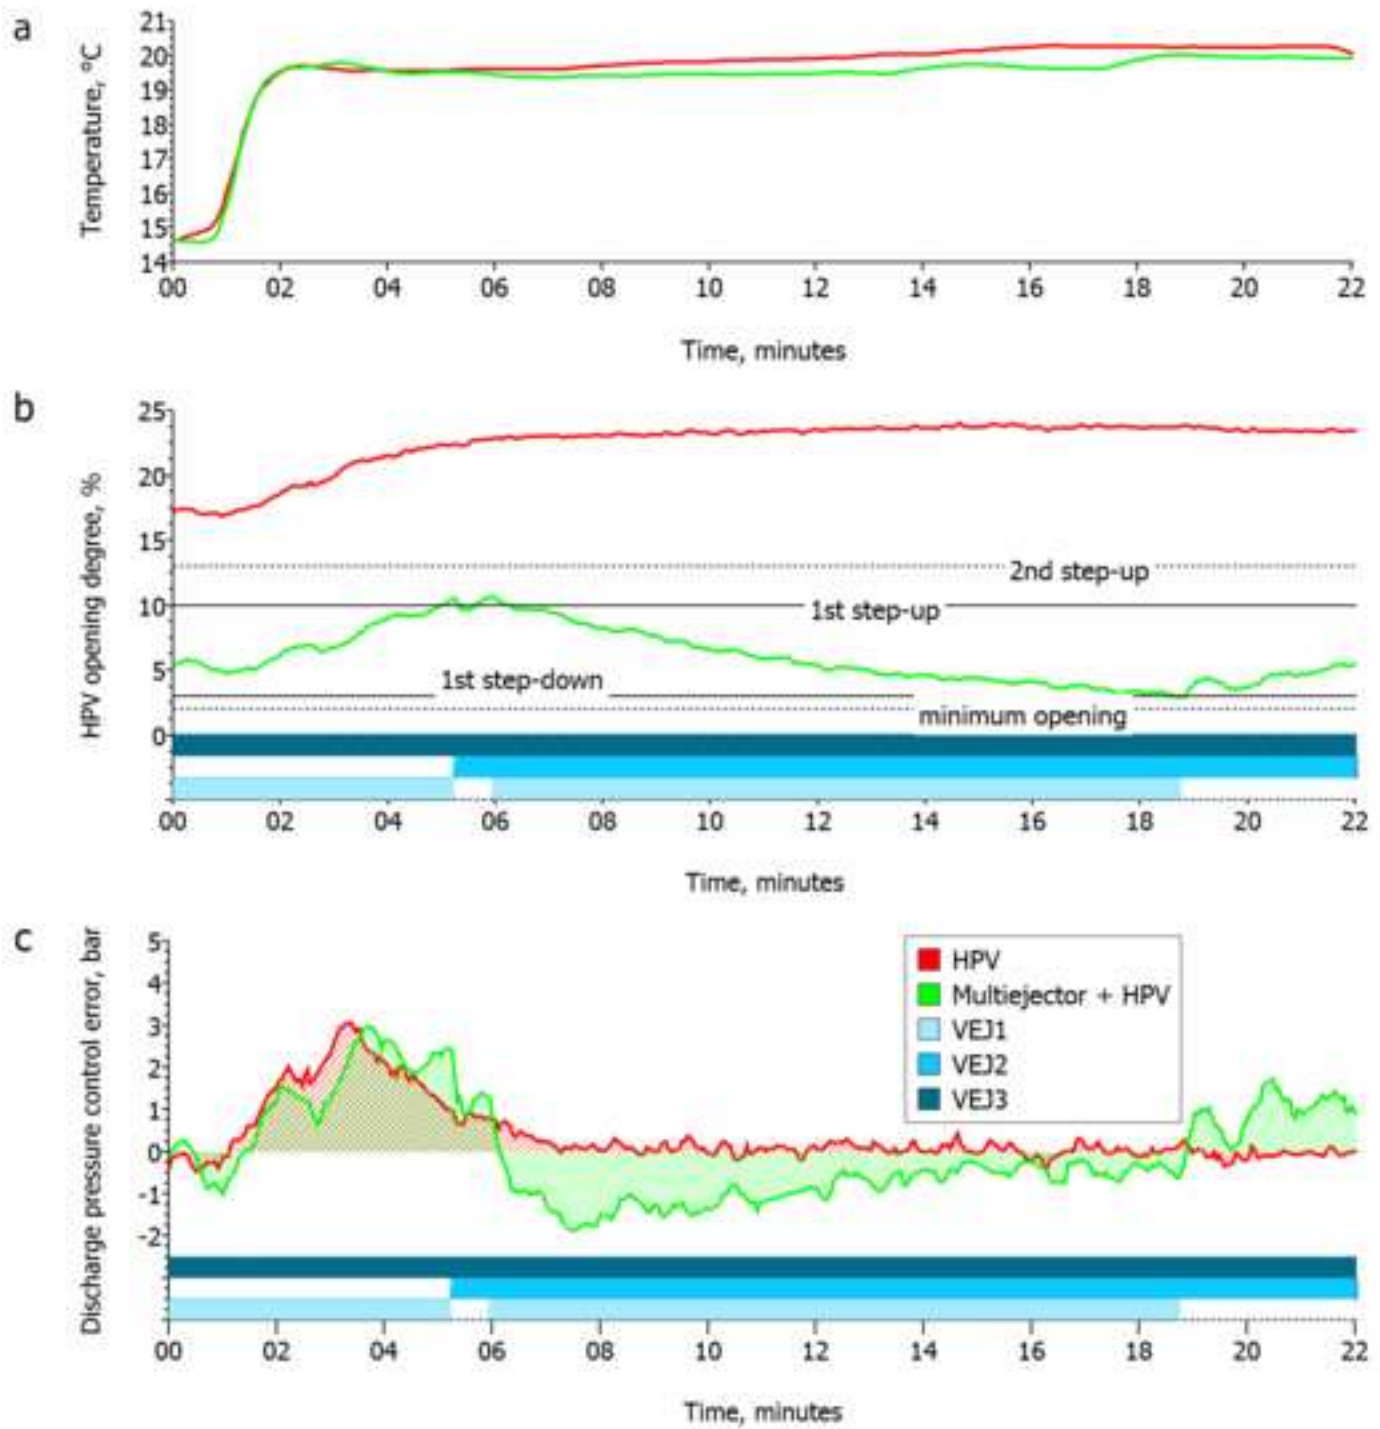 a
Temperature, °C
21
20
19
18
17
16
15
14
00 02 04 06 08 10 12 14 16 18 20 22
Time, minutes
b
HPV opening degree, %
25
20
15
2nd step-up
10
1st step-up
5
1st step-down
minimum opening
0
00 02 04 06 08 10 12 14 16 18 20 22
Time, minutes
c
Discharge pressure control error, bar
5
4
3
2
1
0
-1
-2
HPV
Multiejector + HPV
VEJ1
VEJ2
VEJ3
00 02 04 06 08 10 12 14 16 18 20 22
Time, minutes